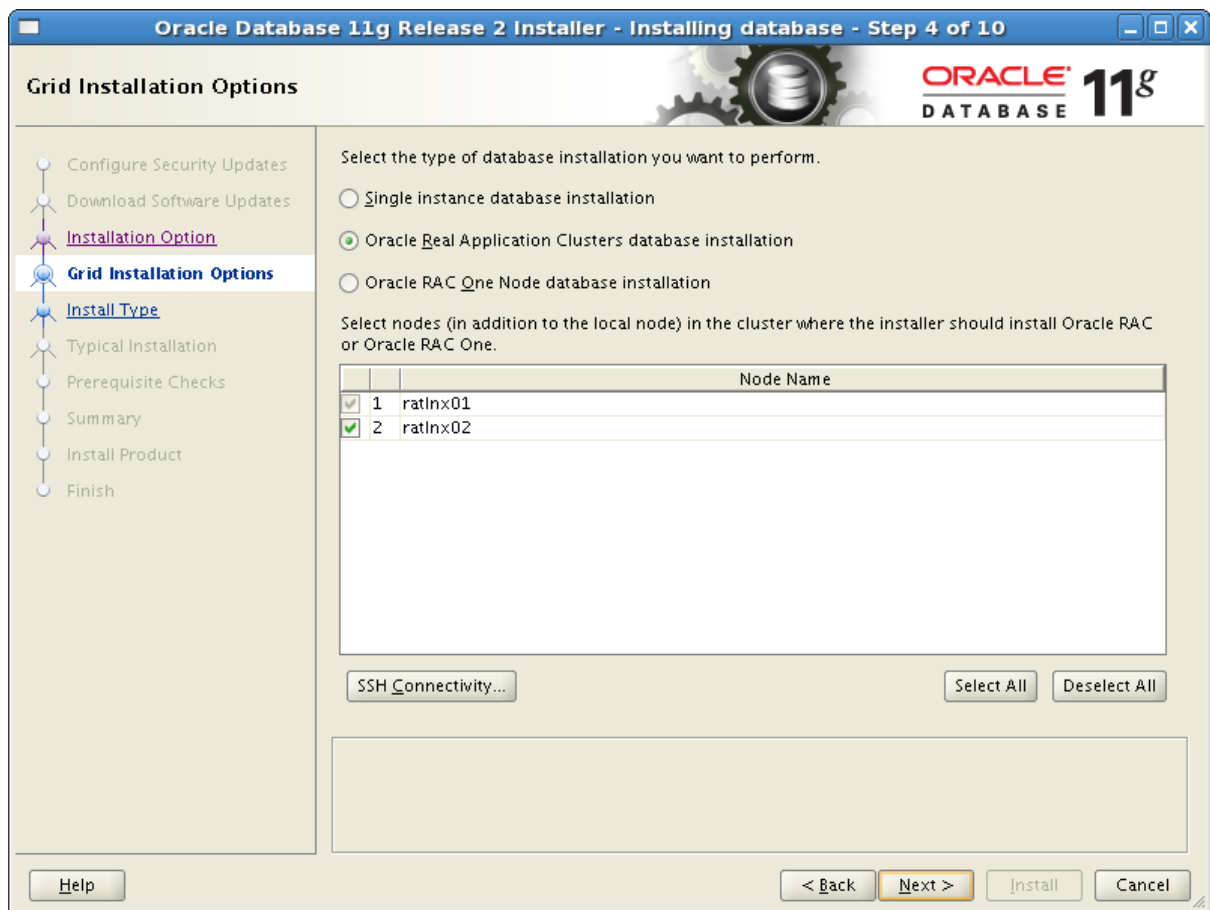 Oracle Database 11g Release 2 Installer - Installing database - Step 4 of 10
Grid Installation Options
ORACLE
DATABASE
11g
Configure Security Updates
Download Software Updates
Installation Option
Grid Installation Options
Install Type
Typical Installation
Prerequisite Checks
Summary
Install Product
Finish
Select the type of database installation you want to perform.
Single instance database installation
Oracle Real Application Clusters database installation
Oracle RAC One Node database installation
Select nodes (in addition to the local node) in the cluster where the installer should install Oracle RAC
or Oracle RAC One.
Node Name
1 ratlnx01
2 ratlnx02
SSH Connectivity...
Select All
Deselect All
Help
< Back
Next >
Install
Cancel